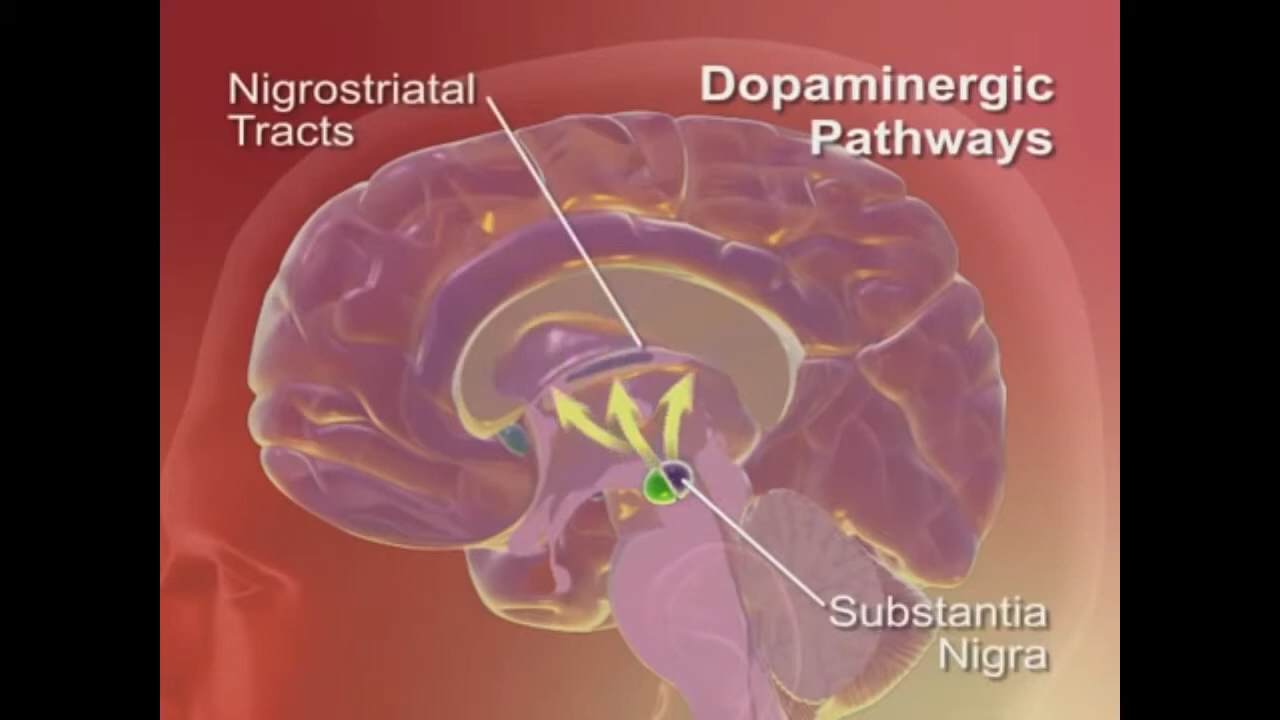 Nigrostriatal
Tracts
Dopaminergic
Pathways
Substantia
Nigra